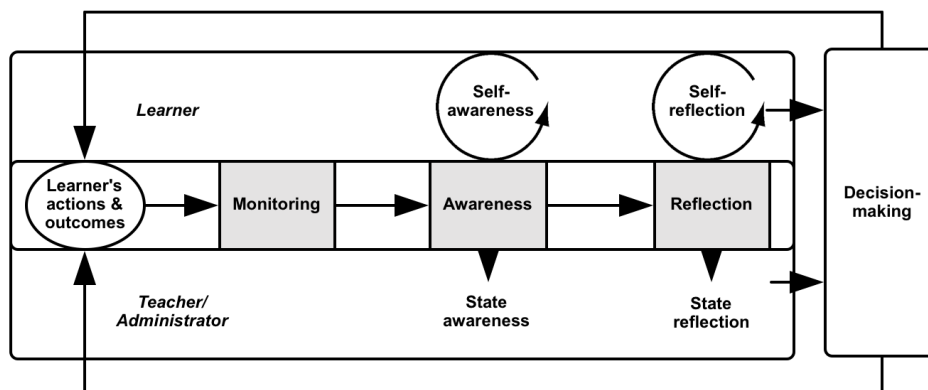 Self-
awareness
Self-
reflection
Learner
Learner's
actions &
outcomes
Monitoring
Awareness
Reflection
Decision-
making
Teacher/
Administrator
State
awareness
State
reflection